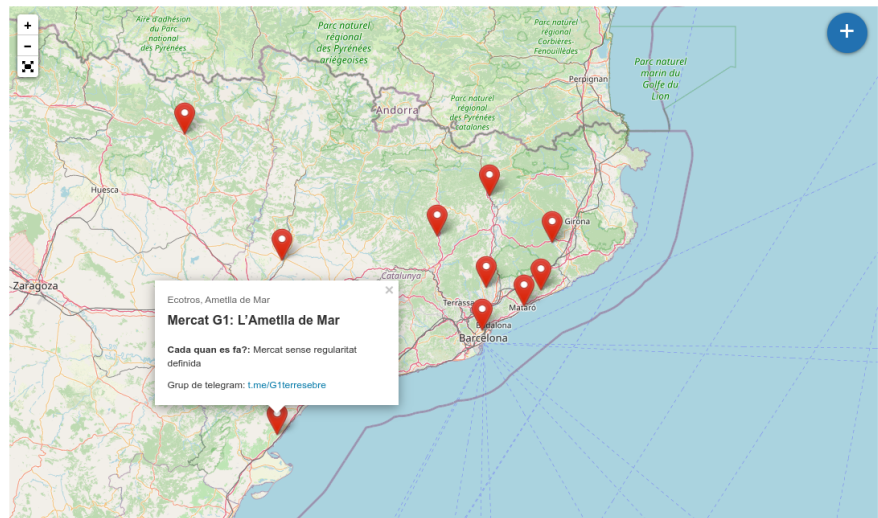 +
−
+
Aire d'adhésion
du Parc
national
des Pyrénées
Parc naturel
régional
des Pyrénées
ariégeoises
Parc naturel
régional
Corbières-
Fenouillèdes
Parc naturel
marin du
Golfe du
Lion
Perpignan
Andorra
Parc naturel
régional
des Pyrénées
catalanes
Huesca
Girona
Zaragoza
Catalunya
Terrassa
Mataró
Badalona
Barcelona
Ecotros, Ametlla de Mar
×
Mercat G1: L'Ametlla de Mar
Cada quan es fa?: Mercat sense regularitat
definida
Grup de telegram: t.me/G1terresebre